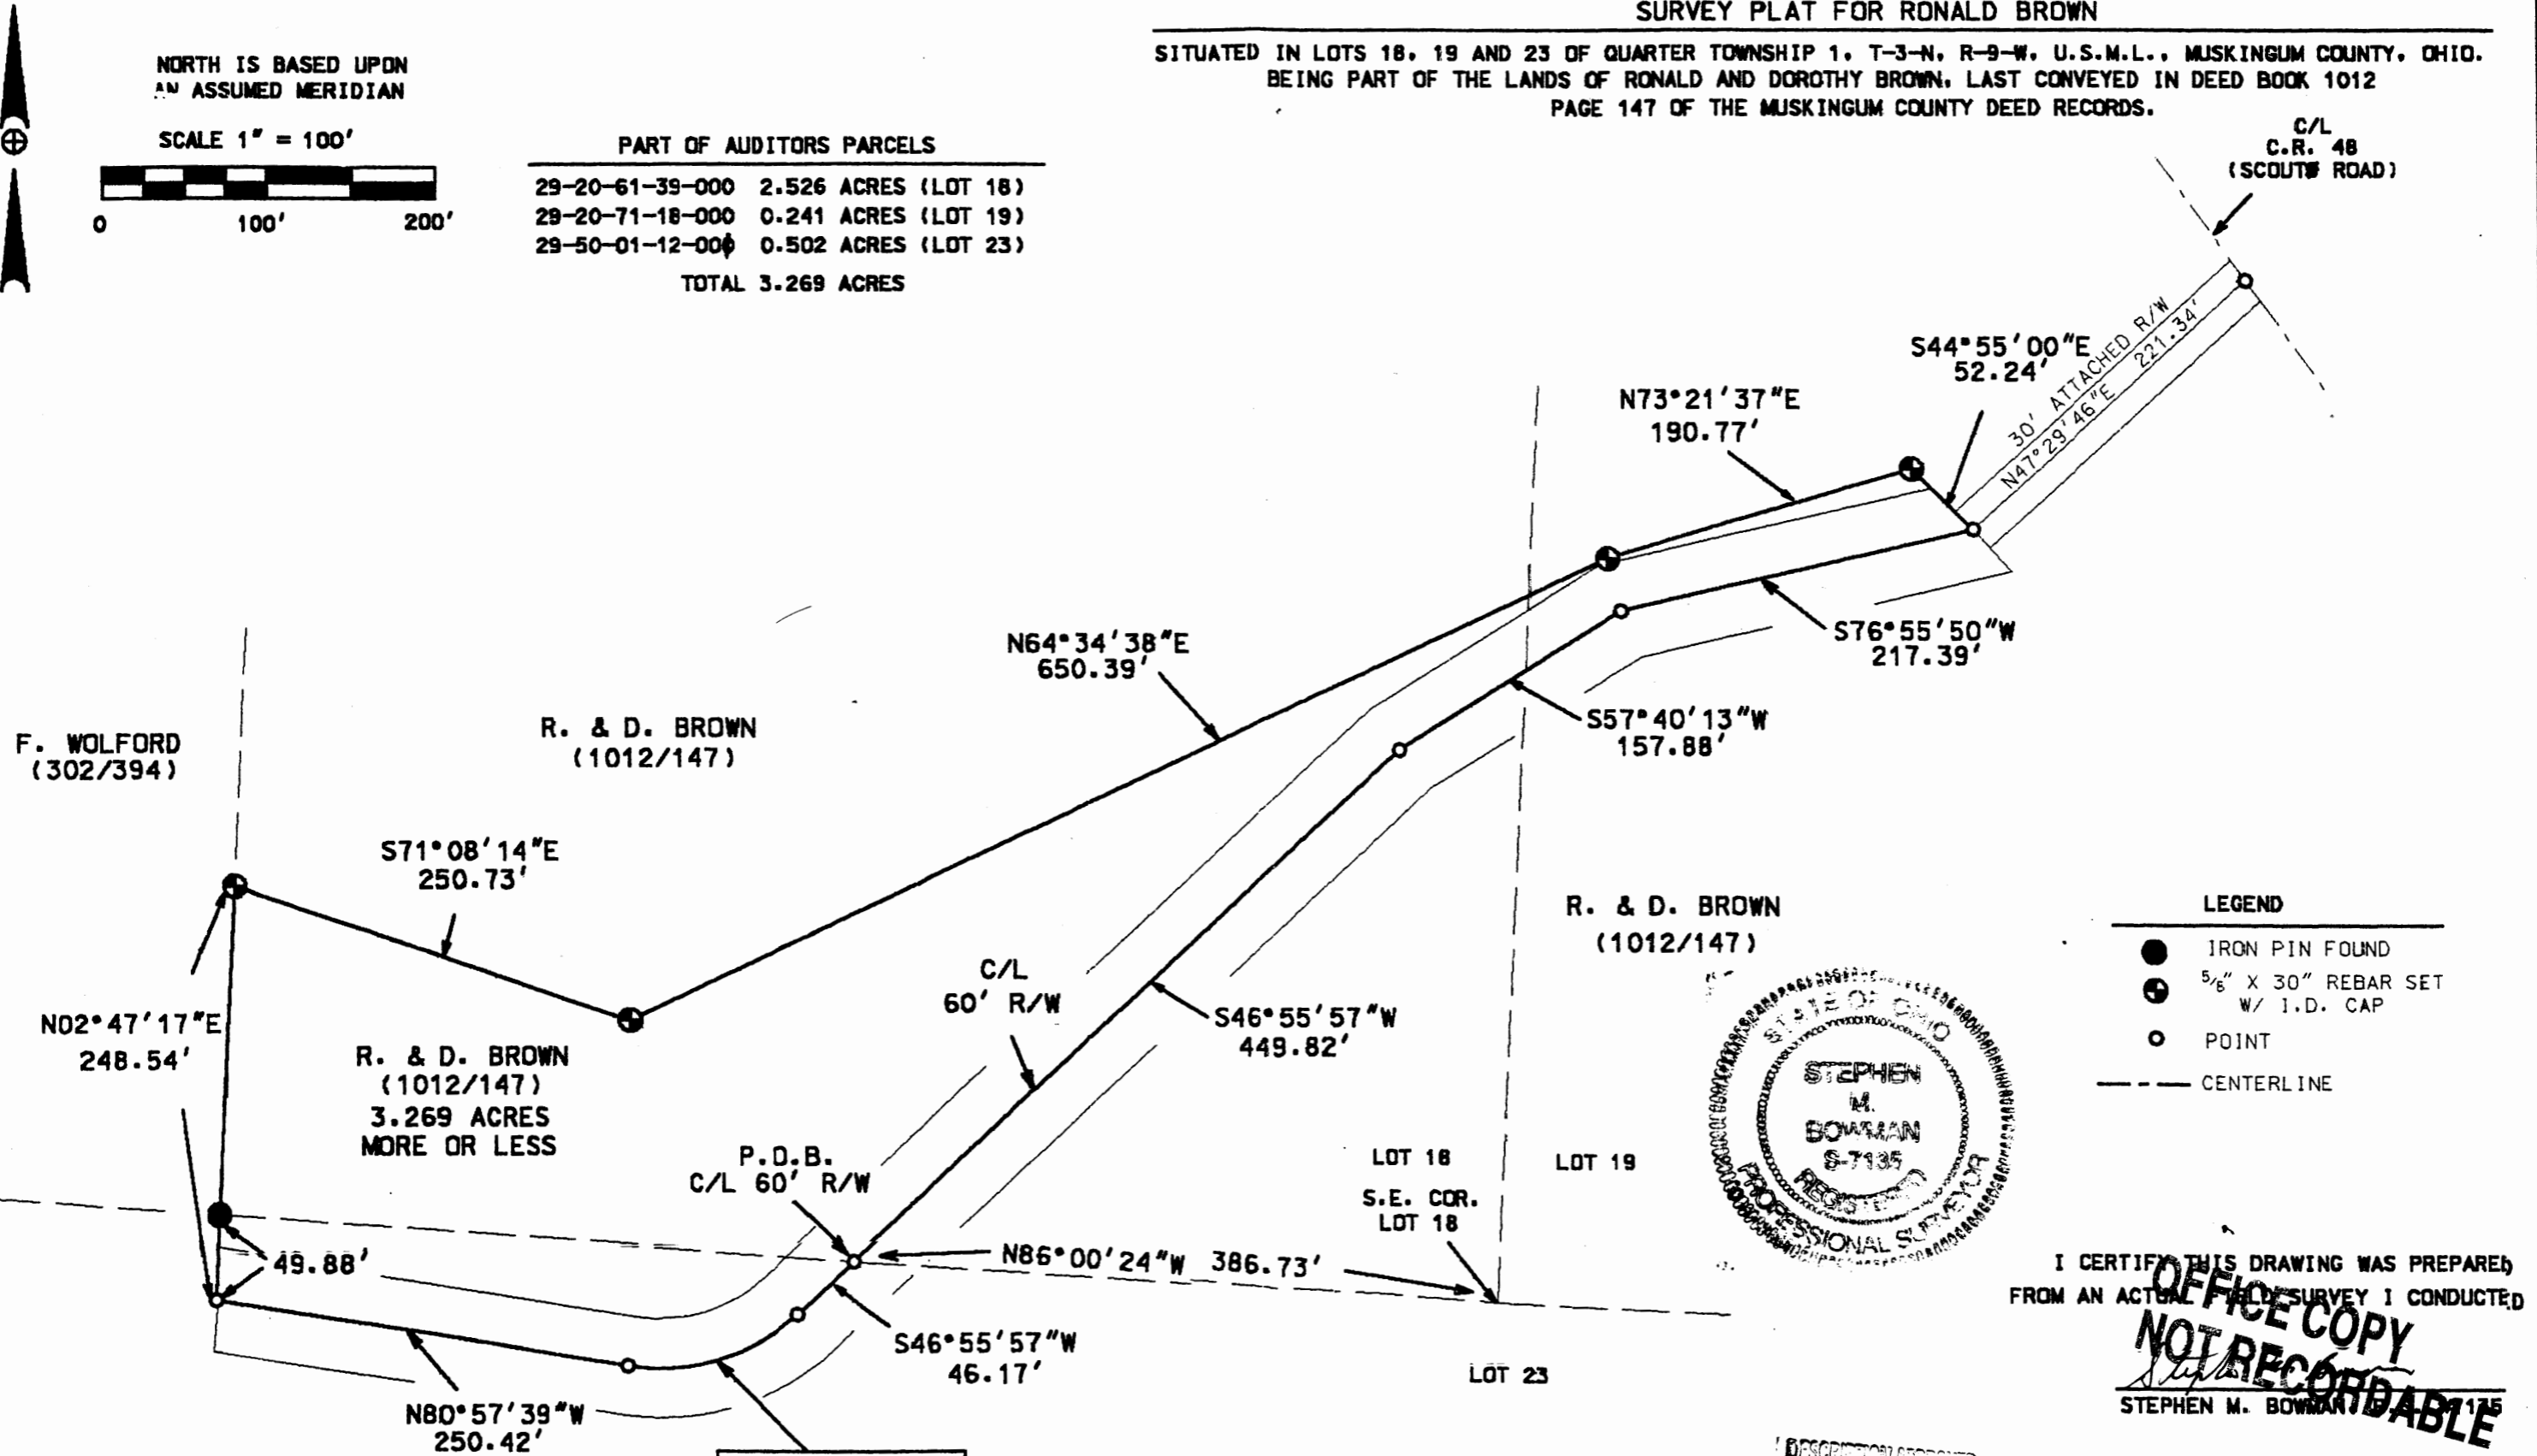 SURVEY PLAT FOR RONALD BROWN
SITUATED IN LOTS 18, 19 AND 23 OF QUARTER TOWNSHIP 1, T-3-N, R-9-W, U.S.M.L., MUSKINGUM COUNTY, OHIO.
BEING PART OF THE LANDS OF RONALD AND DOROTHY BROWN, LAST CONVEYED IN DEED BOOK 1012
PAGE 147 OF THE MUSKINGUM COUNTY DEED RECORDS.
NORTH IS BASED UPON
AN ASSUMED MERIDIAN
SCALE 1" = 100'
0 100' 200'
PART OF AUDITORS PARCELS
29-20-61-39-000 2.526 ACRES (LOT 18)
29-20-71-18-000 0.241 ACRES (LOT 19)
29-50-01-12-000 0.502 ACRES (LOT 23)
TOTAL 3.269 ACRES
C/L
C.R. 48
(SCOUTS ROAD)
30' ATTACHED R/W
N47°29'46"E 221.34'
S44°55'00"E
52.24'
N73°21'37"E
190.77'
N64°34'38"E
650.39'
S76°55'50"W
217.39'
S57°40'13"W
157.88'
F. WOLFORD
(302/394)
R. & D. BROWN
(1012/147)
S71°08'14"E
250.73'
R. & D. BROWN
(1012/147)
LEGEND
IRON PIN FOUND
5/8" X 30" REBAR SET
W/ I.D. CAP
POINT
CENTERLINE
C/L
60' R/W
S46°55'57"W
449.82'
N02°47'17"E
248.54'
R. & D. BROWN
(1012/147)
3.269 ACRES
MORE OR LESS
STATE OF OHIO
STEPHEN
M.
BOWMAN
S-7135
REGISTERED
PROFESSIONAL SURVEYOR
P.O.B.
C/L 60' R/W
LOT 18
LOT 19
S.E. COR.
LOT 18
49.88'
N86°00'24"W 386.73'
I CERTIFY THIS DRAWING WAS PREPARED
FROM AN ACTUAL FIELD SURVEY I CONDUCTED
OFFICE COPY
NOT RECORDABLE
S46°55'57"W
46.17'
LOT 23
STEPHEN M. BOWMAN
N80°57'39"W
250.42'